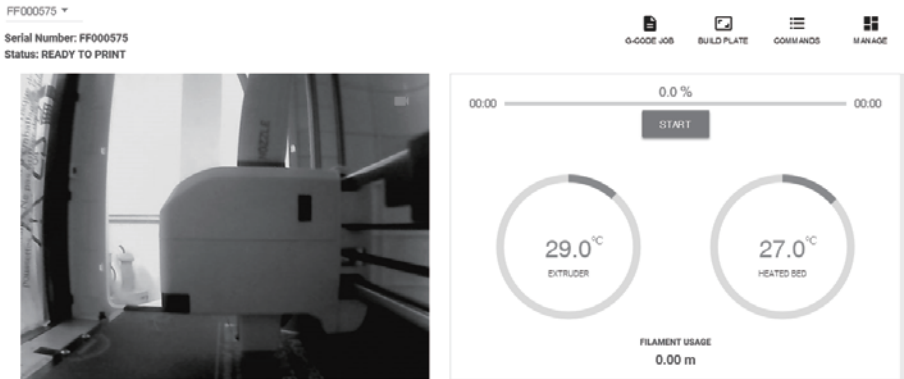 FF000575
Serial Number: FF000575
Status: READY TO PRINT
G-CODE JOB
BUILD PLATE
COMMANDS
MANAGE
0.0 %
00:00
00:00
START
NOZZLE
29.0°C
EXTRUDER
27.0°C
HEATED BED
FILAMENT USAGE
0.00 m